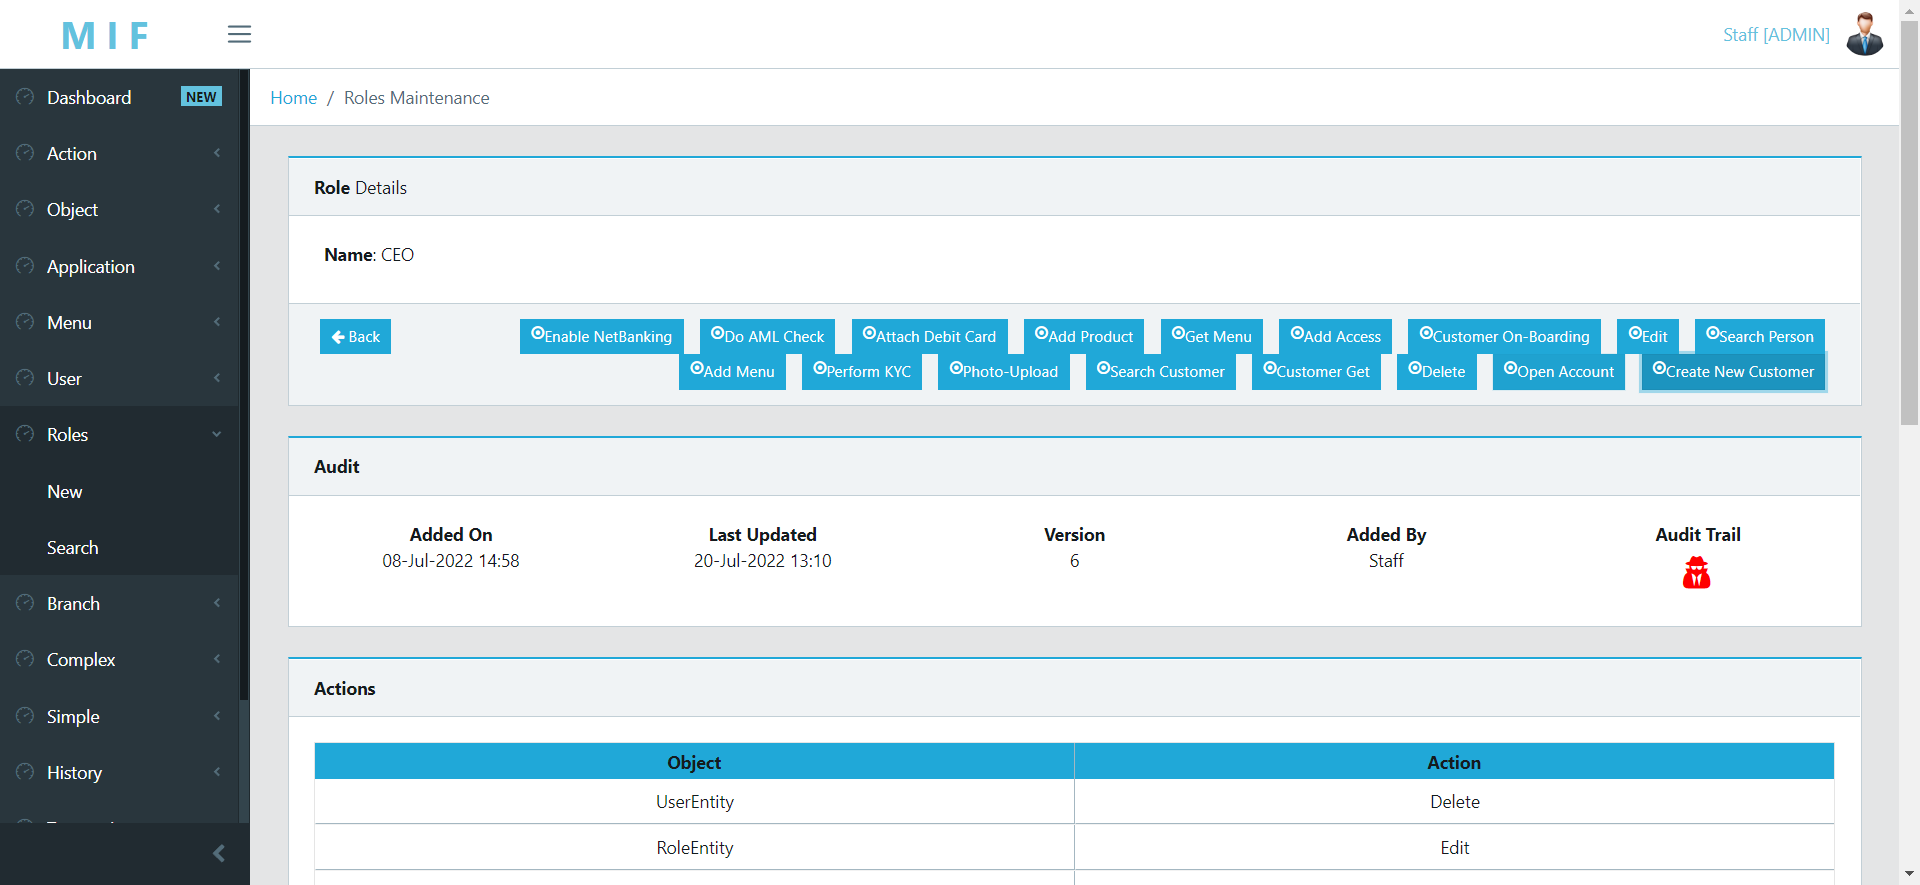 M I F
Staff [ADMIN]
Dashboard NEW
Action
Object
Application
Menu
User
Roles
New
Search
Branch
Complex
Simple
History
Home / Roles Maintenance
Role Details
Name: CEO
Back Enable NetBanking Do AML Check Attach Debit Card Add Product Get Menu Add Access Customer On-Boarding Edit Search Person
Add Menu Perform KYC Photo-Upload Search Customer Customer Get Delete Open Account Create New Customer
Audit
Added On Last Updated Version Added By Audit Trail
08-Jul-2022 14:58 20-Jul-2022 13:10 6 Staff
Actions
Object Action
UserEntity Delete
RoleEntity Edit